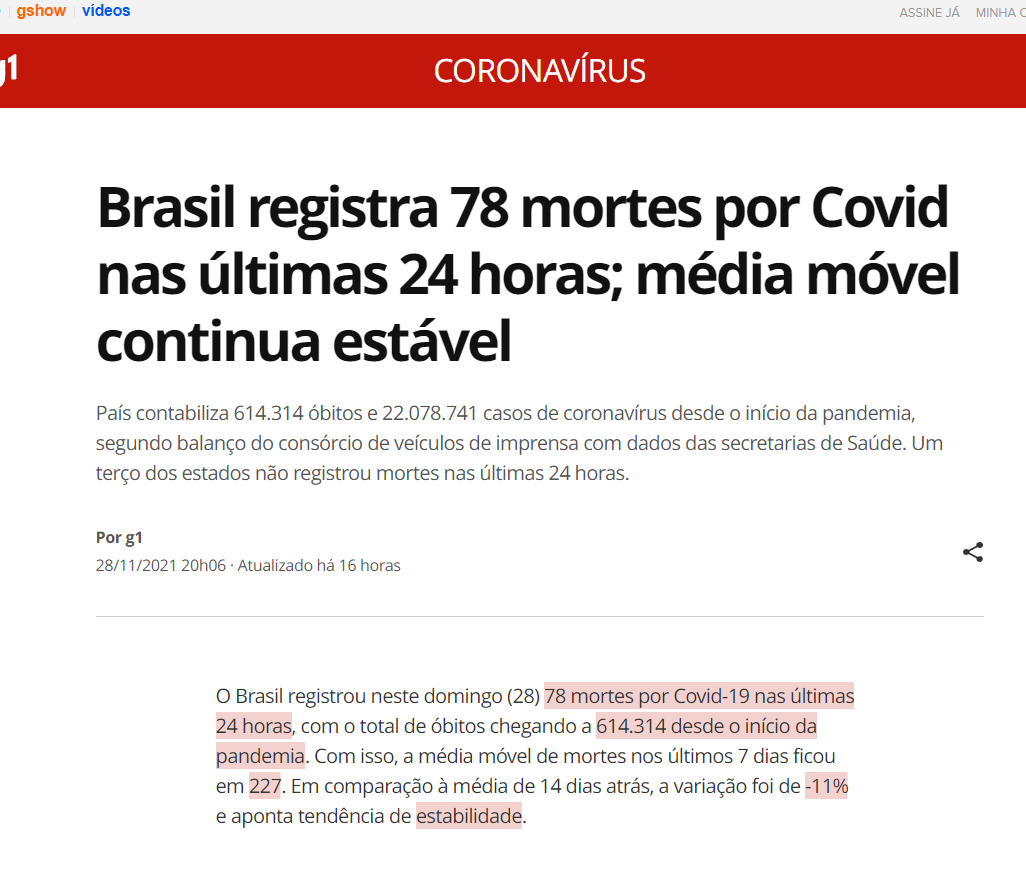 gshow vídeos ASSINE JÁ MINHA
g1 CORONAVÍRUS
Brasil registra 78 mortes por Covid
nas últimas 24 horas; média móvel
continua estável
País contabiliza 614.314 óbitos e 22.078.741 casos de coronavírus desde o início da pandemia,
segundo balanço do consórcio de veículos de imprensa com dados das secretarias de Saúde. Um
terço dos estados não registrou mortes nas últimas 24 horas.
Por g1
28/11/2021 20h06 · Atualizado há 16 horas
O Brasil registrou neste domingo (28) 78 mortes por Covid-19 nas últimas
24 horas, com o total de óbitos chegando a 614.314 desde o início da
pandemia. Com isso, a média móvel de mortes nos últimos 7 dias ficou
em 227. Em comparação à média de 14 dias atrás, a variação foi de -11%
e aponta tendência de estabilidade.